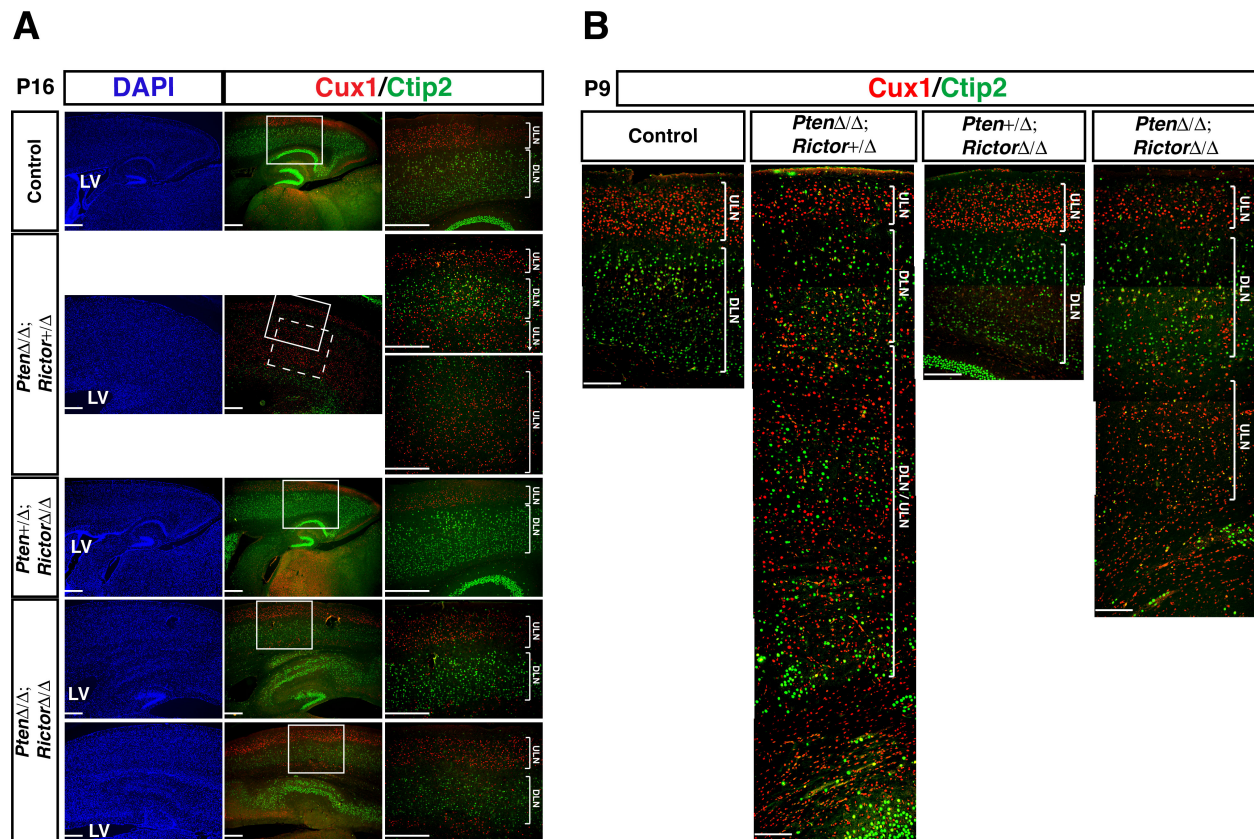 A
P16
DAPI
Cux1/Ctip2
Control
LV
ULN
DLN
PtenΔ/Δ;
Rictor+/Δ
LV
ULN
DLN
ULN
ULN
Pten+/Δ;
RictorΔ/Δ
LV
ULN
DLN
PtenΔ/Δ;
RictorΔ/Δ
LV
ULN
DLN
LV
ULN
DLN
B
P9
Cux1/Ctip2
Control
PtenΔ/Δ;
Rictor+/Δ
Pten+/Δ;
RictorΔ/Δ
PtenΔ/Δ;
RictorΔ/Δ
ULN
DLN
ULN
DLN
DLN / ULN
ULN
DLN
ULN
DLN
ULN